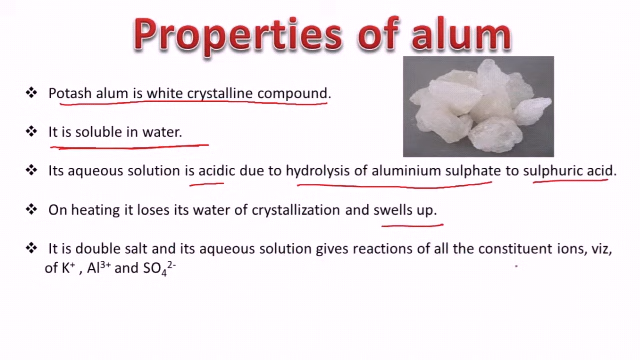 Properties of alum
❖ Potash alum is white crystalline compound.
❖ It is soluble in water.
❖ Its aqueous solution is acidic due to hydrolysis of aluminium sulphate to sulphuric acid.
❖ On heating it loses its water of crystallization and swells up.
❖ It is double salt and its aqueous solution gives reactions of all the constituent ions, viz,
of K⁺ , Al³⁺ and SO₄²⁻